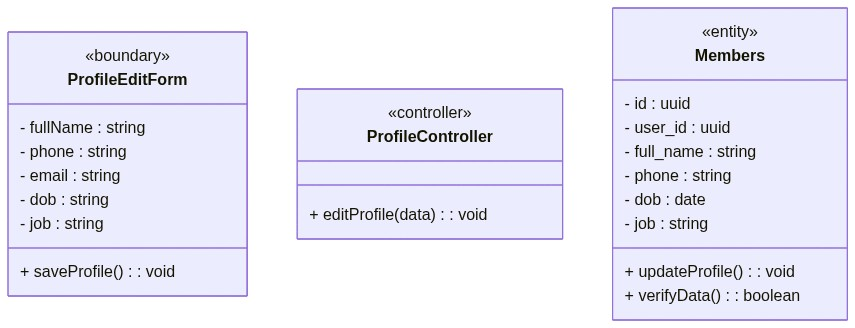 «boundary»
ProfileEditForm
- fullName : string
- phone : string
- email : string
- dob : string
- job : string
+ saveProfile() : : void
«controller»
ProfileController
+ editProfile(data) : : void
«entity»
Members
- id : uuid
- user_id : uuid
- full_name : string
- phone : string
- dob : date
- job : string
+ updateProfile() : : void
+ verifyData() : : boolean